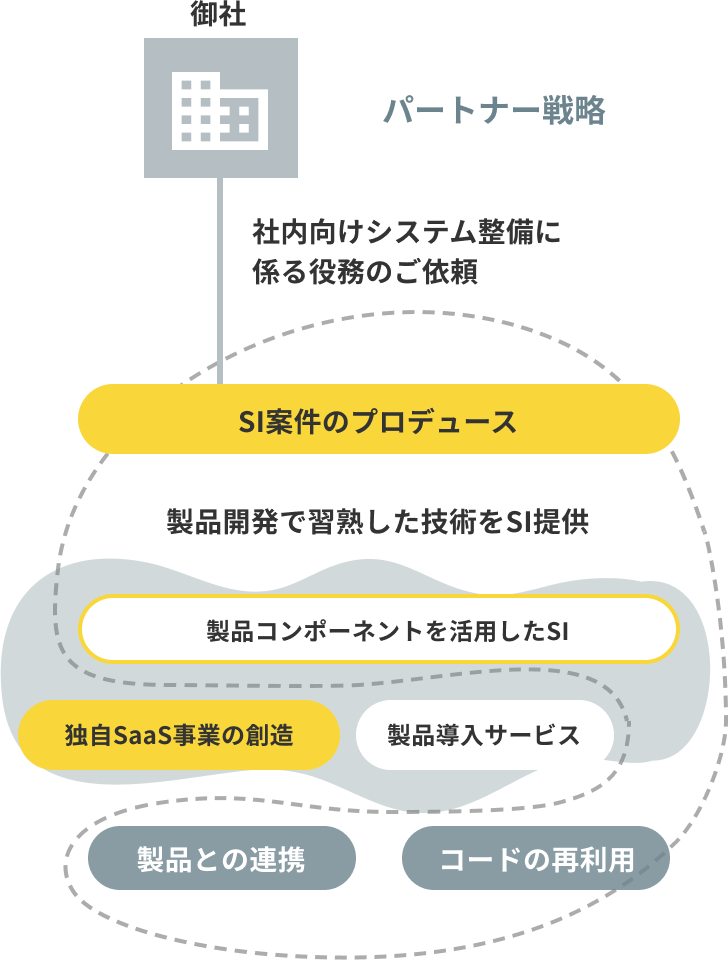 御社
パートナー戦略
社内向けシステム整備に
係る役務のご依頼
SI案件のプロデュース
製品開発で習熟した技術をSI提供
製品コンポーネントを活用したSI
独自SaaS事業の創造
製品導入サービス
製品との連携
コードの再利用